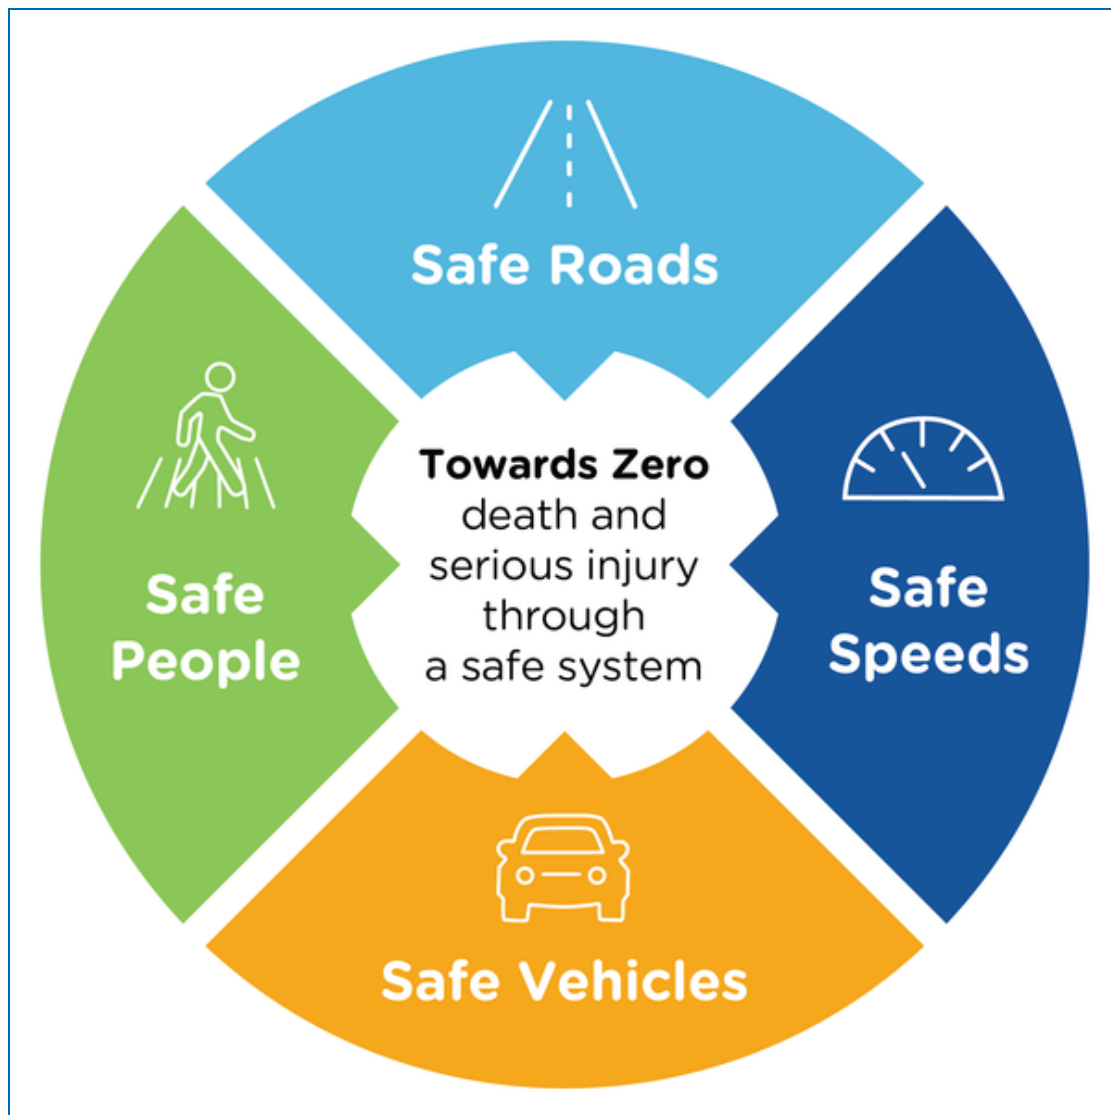 Safe Roads
Towards Zero
death and
serious injury
through
a safe system
Safe
People
Safe
Speeds
Safe Vehicles